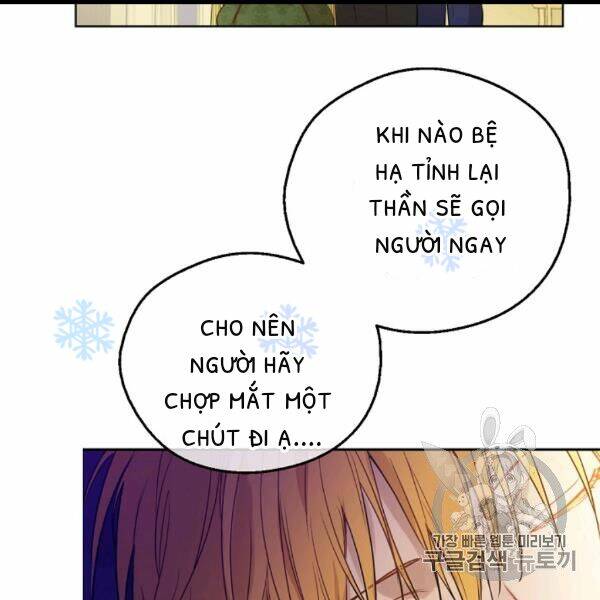 KHI NÀO BỆ
HẠ TỈNH LẠI
THẦN SẼ GỌI
NGƯỜI NGAY
CHO NÊN
NGƯỜI HÃY
CHỢP MẮT MỘT
CHÚT ĐI Ạ....
가장 빠른 웹툰 미리보기
구글검색 뉴토끼